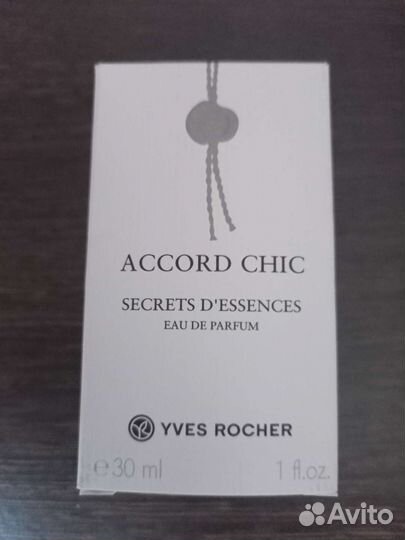 ACCORD CHIC
SECRETS D'ESSENCES
EAU DE PARFUM
YVES ROCHER
℮ 30 ml 1 fl.oz.
Avito